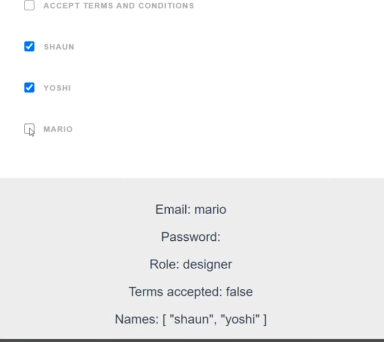 ACCEPT TERMS AND CONDITIONS
SHAUN
YOSHI
MARIO
Email: mario
Password:
Role: designer
Terms accepted: false
Names: [ "shaun", "yoshi" ]